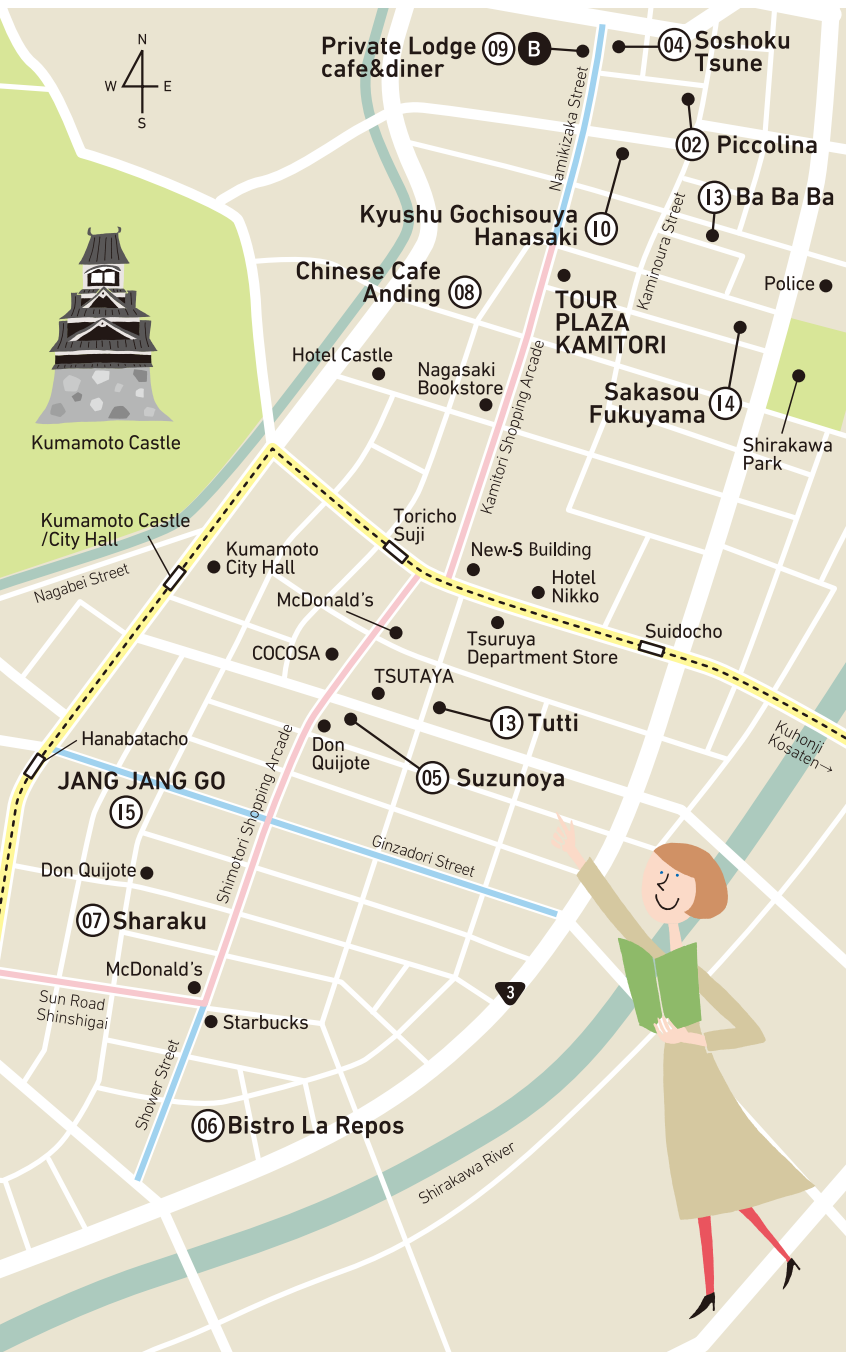 N
W E
S
Private Lodge
cafe&diner
09
B
04
Soshoku
Tsune
Namikizaka Street
02
Piccolina
13
Ba Ba Ba
Kyushu Gochisouya
Hanasaki
10
Kaminoura Street
Chinese Cafe
Anding
08
Police
TOUR
PLAZA
KAMITORI
Hotel Castle
Nagasaki
Bookstore
Kamitori Shopping Arcade
Sakasou
Fukuyama
14
Shirakawa
Park
Kumamoto Castle
Kumamoto Castle
/City Hall
Toricho
Suji
Nagabei Street
Kumamoto
City Hall
New-S Building
Hotel
Nikko
McDonald's
Tsuruya
Department Store
Suidocho
COCOSA
TSUTAYA
13
Tutti
Don
Quijote
Kuhonji
Kosaten→
Hanabatacho
05
Suzunoya
JANG JANG GO
15
Shimotori Shopping Arcade
Ginzadori Street
Don Quijote
07
Sharaku
McDonald's
Sun Road
Shinshigai
3
Starbucks
Shower Street
06
Bistro La Repos
Shirakawa River